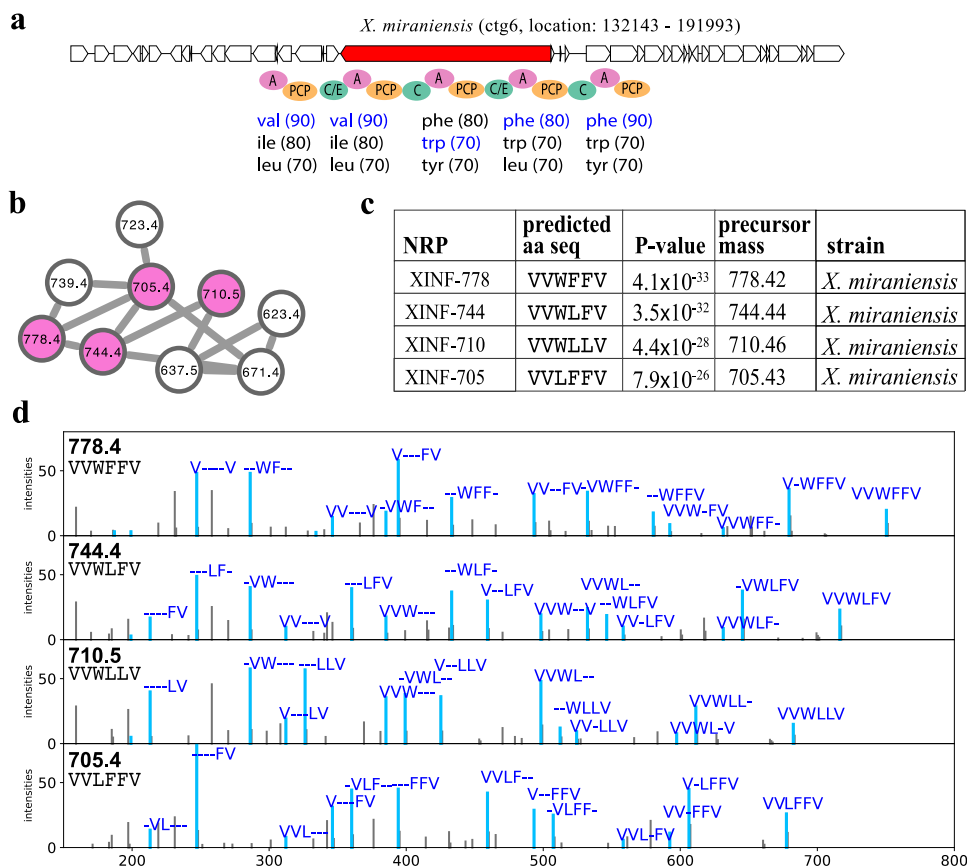 a
X. miraniensis (ctg6, location: 132143 - 191993)
A PCP C/E A PCP C A PCP C/E A PCP C A PCP
val (90) val (90) phe (80) phe (80) phe (90)
ile (80) ile (80) trp (70) trp (70) trp (70)
leu (70) leu (70) tyr (70) leu (70) tyr (70)
b
723.4
739.4 705.4 710.5
623.4
778.4 744.4
637.5 671.4
c
NRP predicted aa seq P-value precursor mass strain
XINF-778 VVWFFV 4.1x10⁻³³ 778.42 X. miraniensis
XINF-744 VVWLFV 3.5x10⁻³² 744.44 X. miraniensis
XINF-710 VVWLLV 4.4x10⁻²⁸ 710.46 X. miraniensis
XINF-705 VVLFFV 7.9x10⁻²⁶ 705.43 X. miraniensis
d
778.4
VVWFFV
intensities
50
0
V----V -WF-- VV---V -VWF-- V---FV --WFF- VV--FV -VWFF- --WFFV VVW-FV VVWFF- V-WFFV VVWFFV
744.4
VVWLFV
intensities
50
0
----FV ---LF- -VW--- VV---V ---LFV VVW--- --WLF- V--LFV VVW--V VVWL-- --WLFV VV-LFV VVWLF- -VWLFV VVWLFV
710.5
VVWLLV
intensities
50
0
----LV -VW--- V---LV ---LLV VVW--- -VWL-- V--LLV VVWL-- --WLLV VV-LLV VVWL-V VVWLL- VVWLLV
705.4
VVLFFV
intensities
50
0
-VL--- ----FV VVL--- V---FV -VLF-- ---FFV VVLF-- V--FFV -VLFF- VVL-FV VV-FFV V-LFFV VVLFFV
200 300 400 500 600 700 800